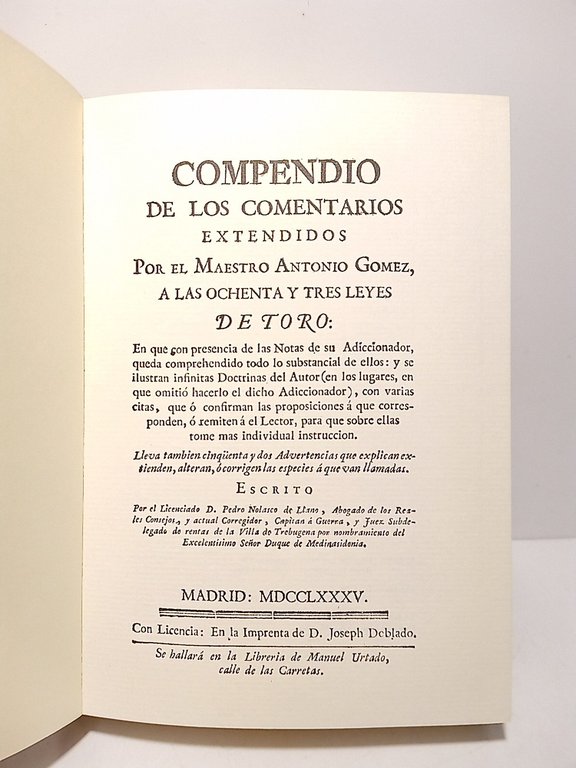 COMPENDIO
DE LOS COMENTARIOS
EXTENDIDOS
POR EL MAESTRO ANTONIO GOMEZ,
A LAS OCHENTA Y TRES LEYES
DE TORO:
En que con presencia de las Notas de su Adiccionador,
queda comprehendido todo lo substancial de ellos: y se
ilustran infinitas Doctrinas del Autor (en los lugares, en
que omitió hacerlo el dicho Adiccionador), con varias
citas, que ó confirman las proposiciones á que corres-
ponden, ó remiten á el Lector, para que sobre ellas
tome mas individual instruccion.
Lleva tambien cinqüenta y dos Advertencias que explican ex-
tienden, alteran, ó corrigen las especies á que van llamadas.
ESCRITO
Por el Licenciado D. Pedro Nolasco de Llano, Abogado de los Rea-
les Consejos, y actual Corregidor, Capitan á Guerra, y Juez Subde-
legado de rentas de la Villa de Trebugena por nombramiento del
Excelentisimo Señor Duque de Medinasidonia.
MADRID: MDCCLXXXV.
Con Licencia: En la Imprenta de D. Joseph Doblado.
Se hallará en la Libreria de Manuel Urtado,
calle de las Carretas.